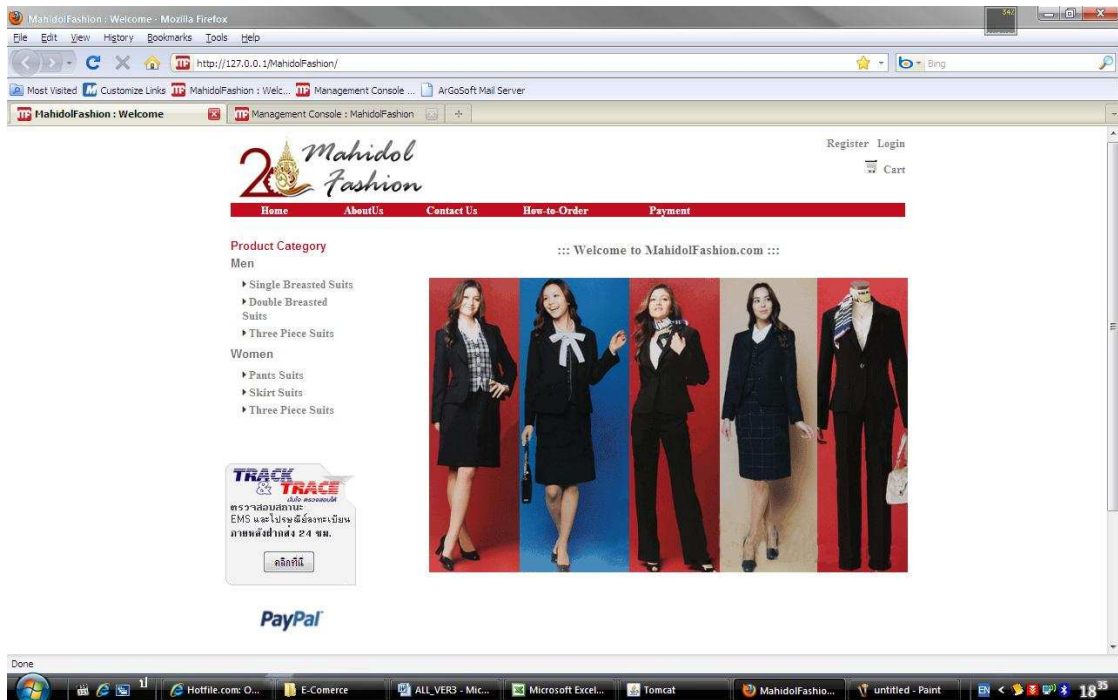 MahidolFashion : Welcome - Mozilla Firefox
File Edit View History Bookmarks Tools Help
http://127.0.0.1/MahidolFashion/
Bing
Most Visited Customize Links MahidolFashion : Welc... Management Console ... ArGoSoft Mail Server
MahidolFashion : Welcome Management Console : MahidolFashion
Mahidol
Fashion
Register Login
Cart
Home AboutUs Contact Us How-to-Order Payment
Product Category
Men
Single Breasted Suits
Double Breasted
Suits
Three Piece Suits
Women
Pants Suits
Skirt Suits
Three Piece Suits
::: Welcome to MahidolFashion.com :::
TRACK
& TRACE
ตรวจสอบสถานะ
EMS และไปรษณีย์ลงทะเบียน
ภายหลังฝากส่ง 24 ชม.
คลิกที่นี่
PayPal
Done
Hotfile.com: O... E-Comerce ALL_VER3 - Mic... Microsoft Excel... Tomcat MahidolFashio... untitled - Paint EN 18 35